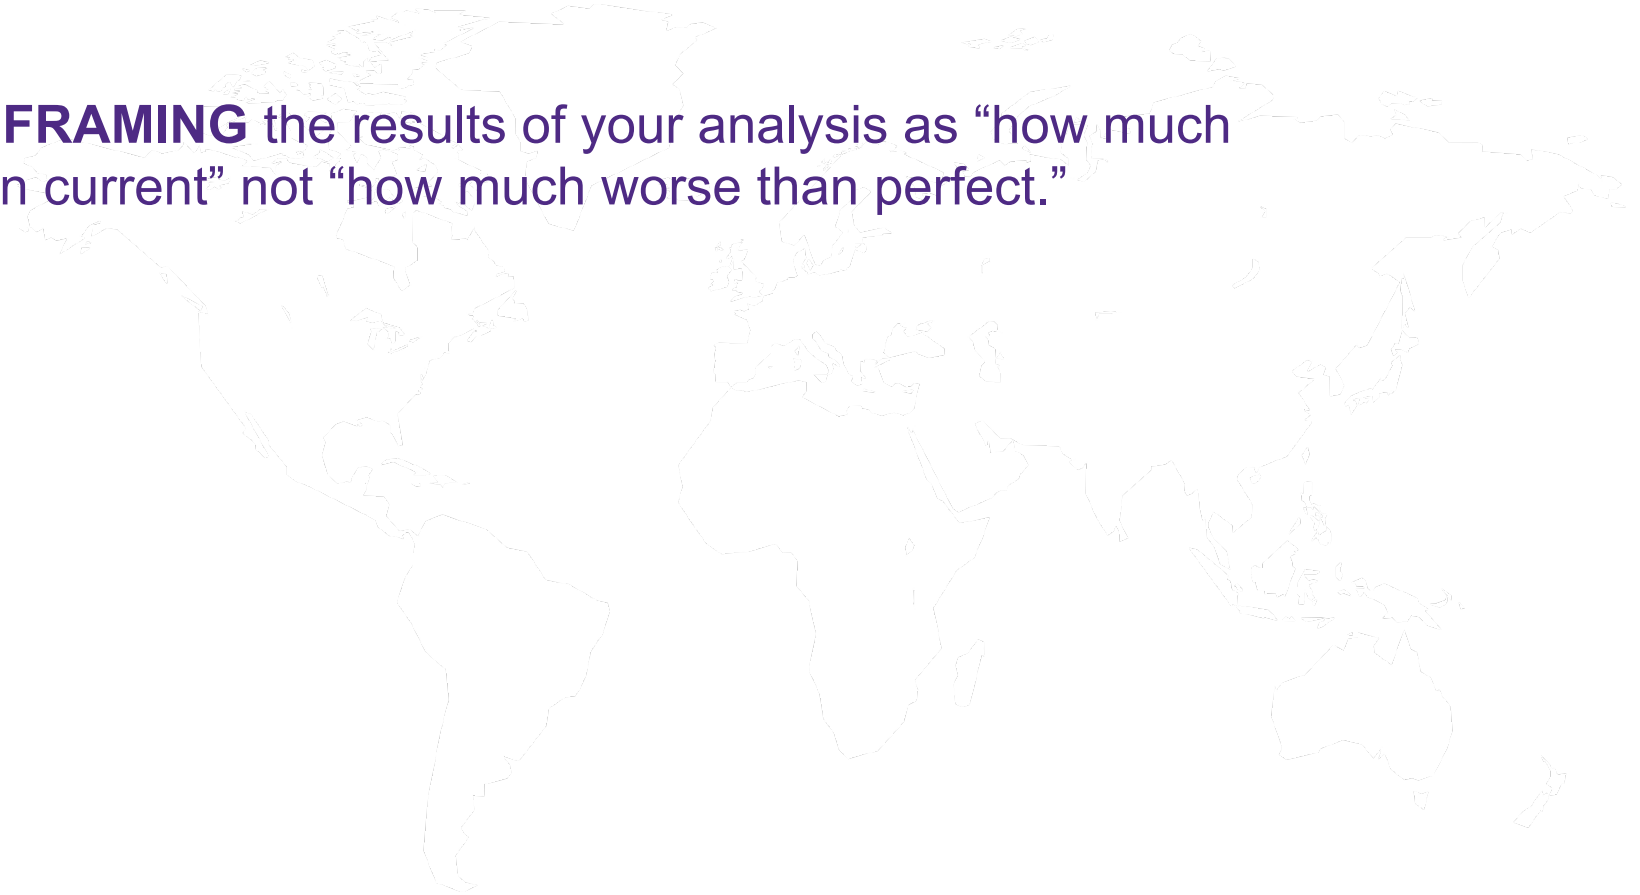 FRAMING the results of your analysis as “how much
n current” not “how much worse than perfect.”